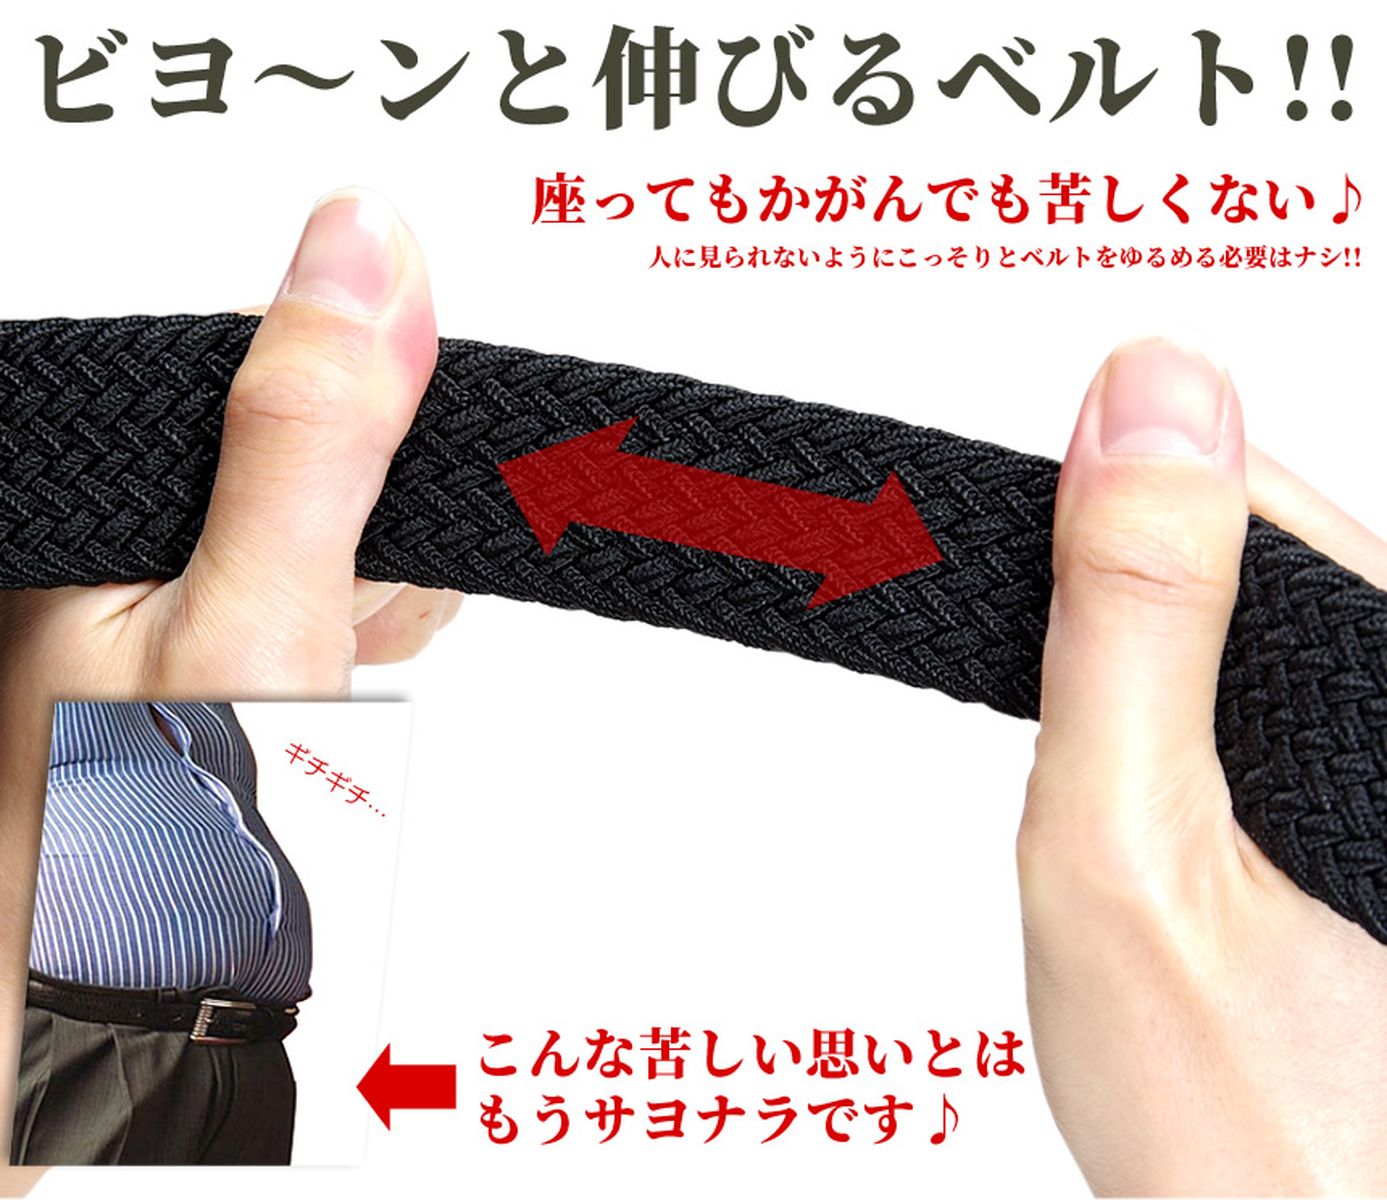 ビヨ〜ンと伸びるベルト!!
座ってもかがんでも苦しくない♪
人に見られないようにこっそりとベルトをゆるめる必要はナシ!!
ギチギチ…
こんな苦しい思いとは
もうサヨナラです♪